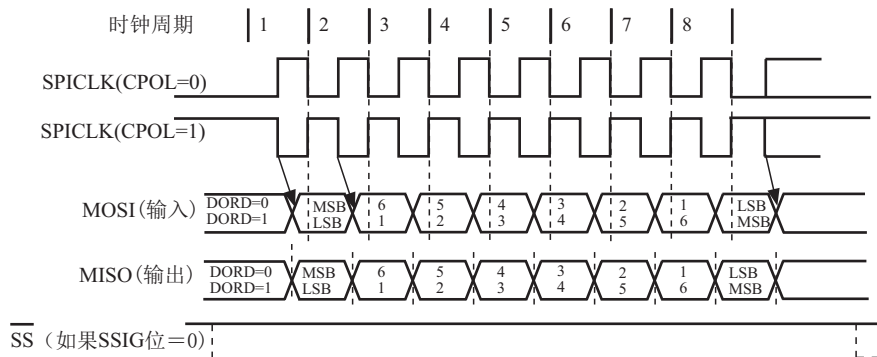 时钟周期 1 2 3 4 5 6 7 8
SPICLK(CPOL=0)
SPICLK(CPOL=1)
MOSI(输入) DORD=0 MSB 6 5 4 3 2 1 LSB
DORD=1 LSB 1 2 3 4 5 6 MSB
MISO(输出) DORD=0 MSB 6 5 4 3 2 1 LSB
DORD=1 LSB 1 2 3 4 5 6 MSB
SS（如果SSIG位＝0）